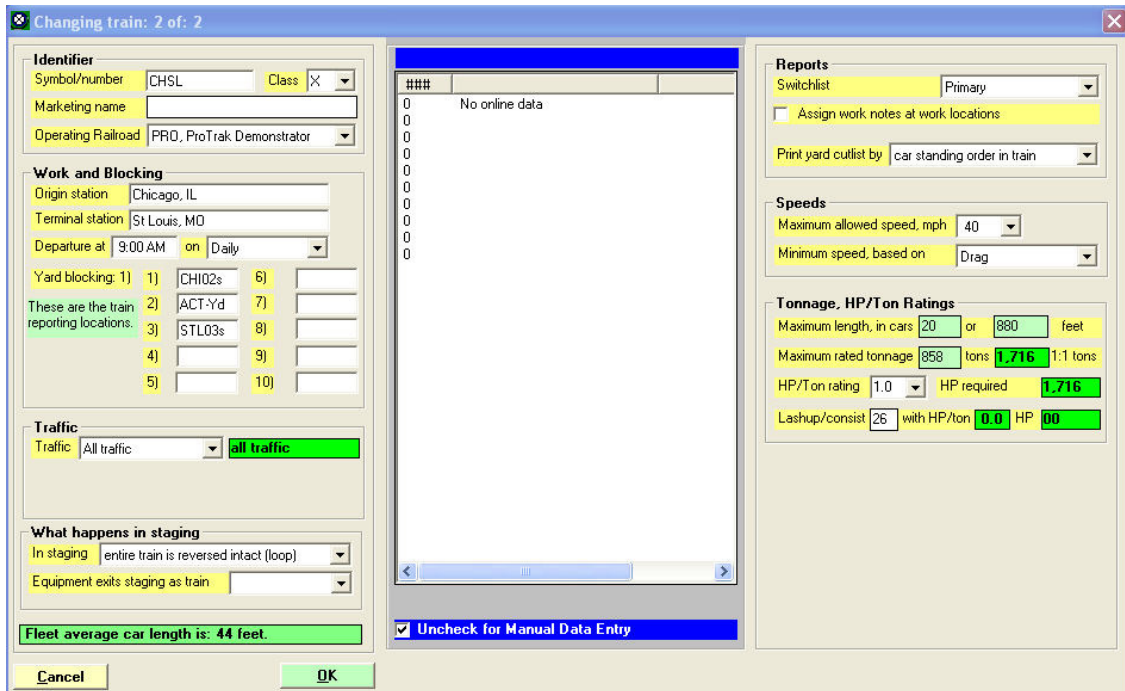 Changing train: 2 of: 2
Identifier
Symbol/number CHSL Class X
Marketing name
Operating Railroad PRO, ProTrak Demonstrator
Work and Blocking
Origin station Chicago, IL
Terminal station St Louis, MO
Departure at 9:00 AM on Daily
Yard blocking: 1) 1) CHI02s 6)
These are the train reporting locations.
2) ACT-Yd 7)
3) STL03s 8)
4) 9)
5) 10)
Traffic
Traffic All traffic all traffic
What happens in staging
In staging entire train is reversed intact (loop)
Equipment exits staging as train
Fleet average car length is: 44 feet.
Cancel OK
###
0 No online data
0
0
0
0
0
0
0
0
0
Uncheck for Manual Data Entry
Reports
Switchlist Primary
Assign work notes at work locations
Print yard cutlist by car standing order in train
Speeds
Maximum allowed speed, mph 40
Minimum speed, based on Drag
Tonnage, HP/Ton Ratings
Maximum length, in cars 20 or 880 feet
Maximum rated tonnage 858 tons 1,716 1:1 tons
HP/Ton rating 1.0 HP required 1,716
Lashup/consist 26 with HP/ton 0.0 HP 00